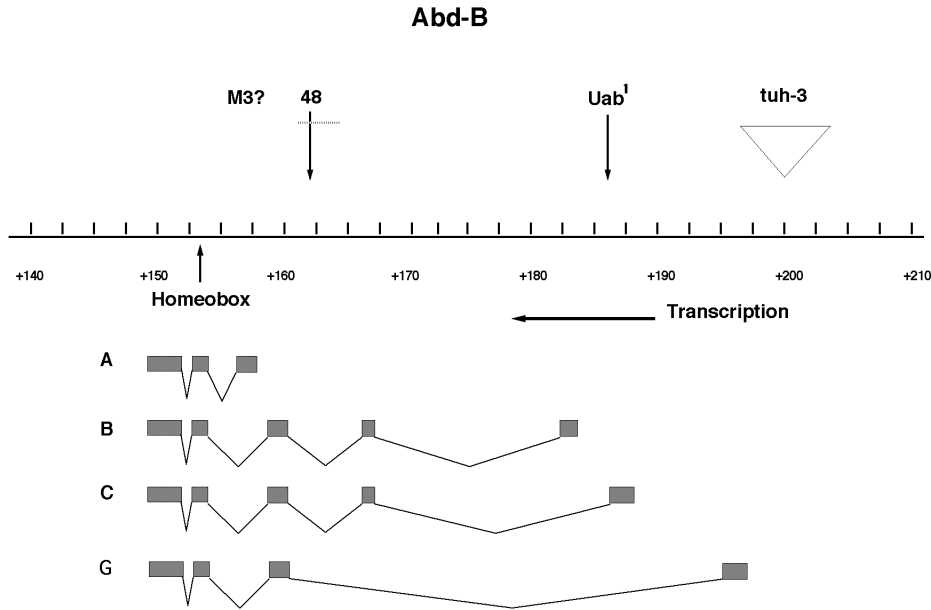 Abd-B
M3? 48 Uab1 tuh-3
+140 +150 +160 +170 +180 +190 +200 +210
Homeobox
Transcription
A
B
C
G